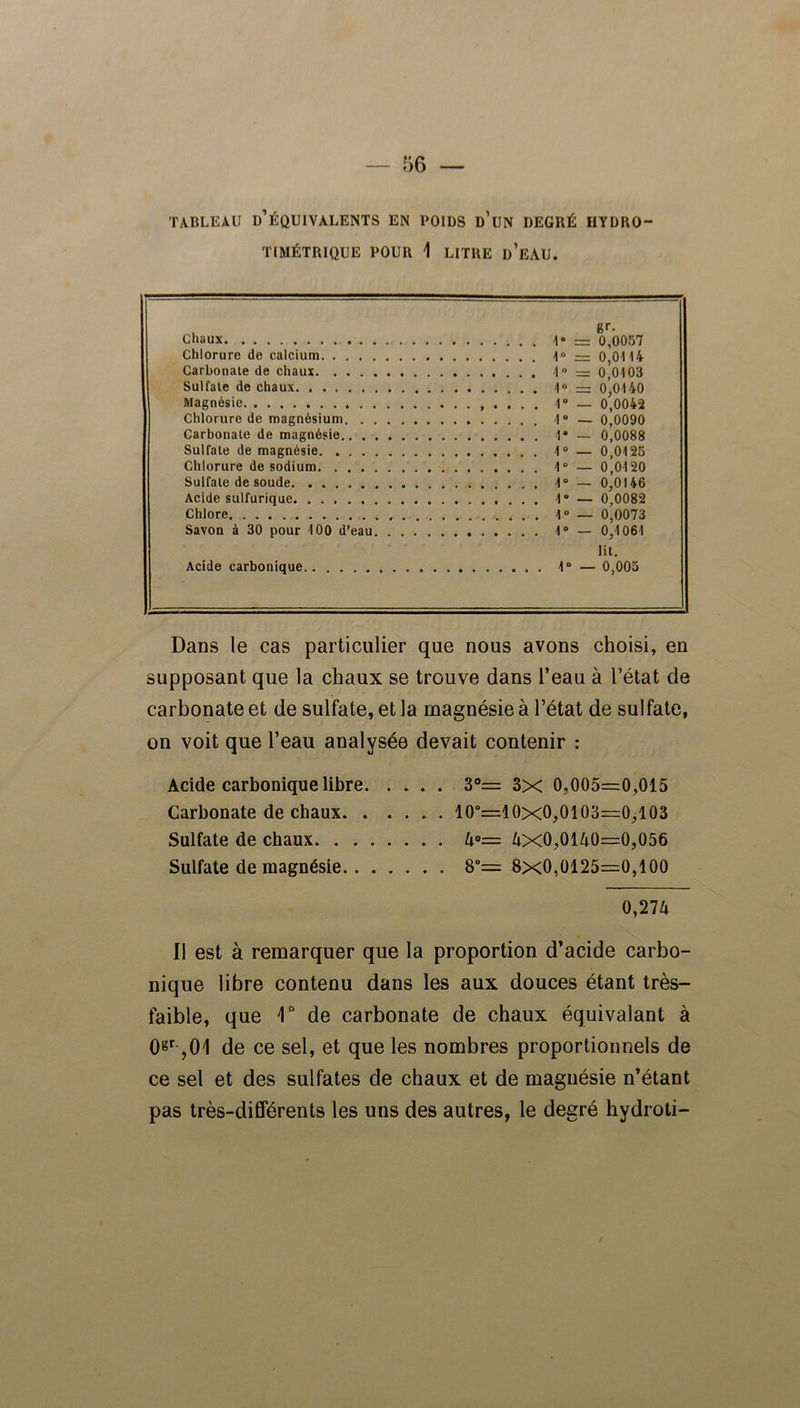 — 56 —
TABLEAU D'ÉQUIVALENTS EN POIDS D'UN DEGRÉ HYDRO-
TIMÉTRIQUE POUR 1 LITRE D'EAU.
gr.
Chaux. . . . . . . . . . . . . . . . . . . . . . . . 1° = 0,0057
Chlorure de calcium. . . . . . . . . . . . . . . . . 1° = 0,0114
Carbonate de chaux. . . . . . . . . . . . . . . . . 1° = 0,0103
Sulfate de chaux. . . . . . . . . . . . . . . . . . . 1° = 0,0140
Magnésie. . . . . . . . . . . . . . . . . . , . . . . 1° — 0,0042
Chlorure de magnésium. . . . . . . . . . . . . . . 1° — 0,0090
Carbonate de magnésie. . . . . . . . . . . . . . . . 1° — 0,0088
Sulfate de magnésie. . . . . . . . . . . . . . . . . 1° — 0,0125
Chlorure de sodium. . . . . . . . . . . . . . . . . 1° — 0,0120
Sulfate de soude. . . . . . . . . . . . . . . . . . . 1° — 0,0146
Acide sulfurique. . . . . . . . . . . . . . . . . . . 1° — 0,0082
Chlore. . . . . . . . . . . . . . . . . . . . . . . . 1° — 0,0073
Savon à 30 pour 100 d'eau. . . . . . . . . . . . . 1° — 0,1061
lit.
Acide carbonique. . . . . . . . . . . . . . . . . . . 1° — 0,005
Dans le cas particulier que nous avons choisi, en
supposant que la chaux se trouve dans l'eau à l'état de
carbonate et de sulfate, et la magnésie à l'état de sulfate,
on voit que l'eau analysée devait contenir :
Acide carbonique libre. . . . . 3°= 3× 0,005=0,015
Carbonate de chaux. . . . . . 10°=10×0,0103=0,103
Sulfate de chaux. . . . . . . . 4°= 4×0,0140=0,056
Sulfate de magnésie. . . . . . . 8°= 8×0,0125=0,100
0,274
Il est à remarquer que la proportion d'acide carbo-
nique libre contenu dans les aux douces étant très-
faible, que 1° de carbonate de chaux équivalant à
0gr.,01 de ce sel, et que les nombres proportionnels de
ce sel et des sulfates de chaux et de magnésie n'étant
pas très-différents les uns des autres, le degré hydroti-